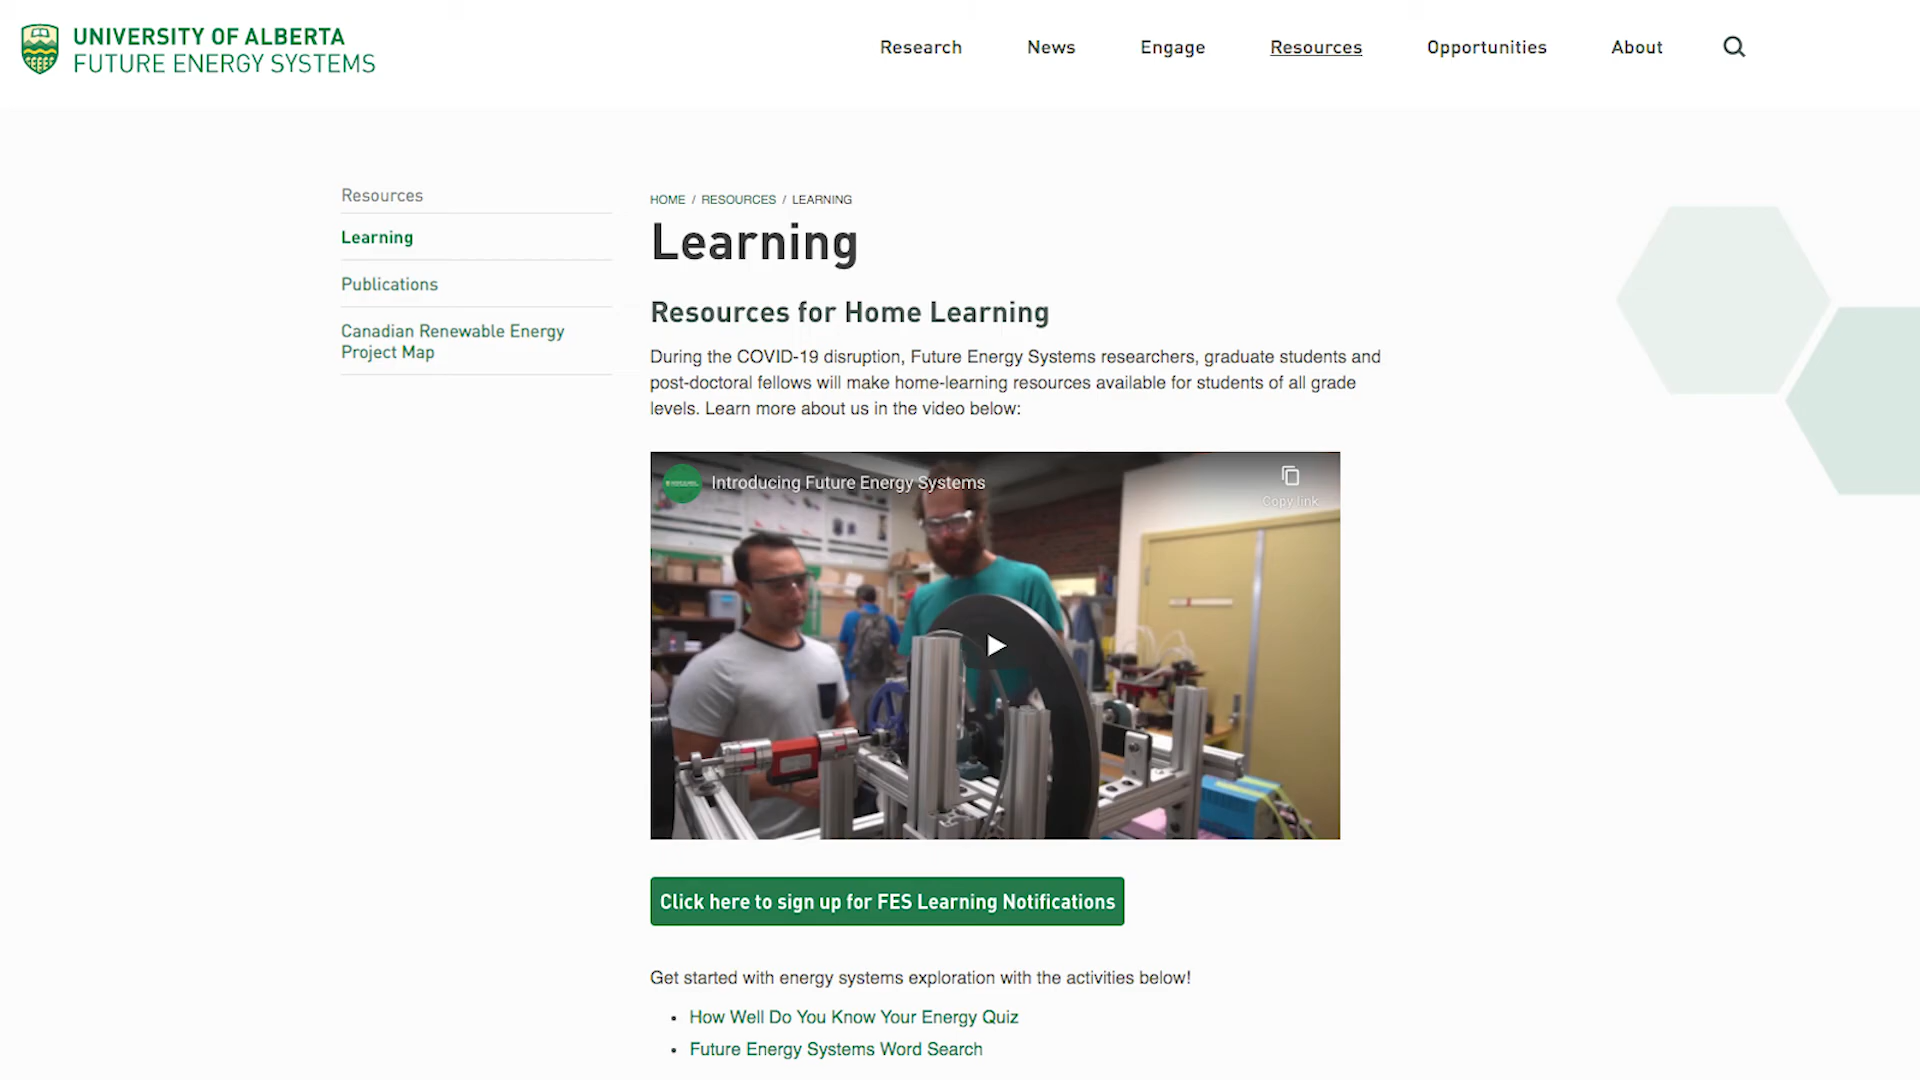 UNIVERSITY OF ALBERTA
FUTURE ENERGY SYSTEMS
Research
News
Engage
Resources
Opportunities
About
Resources
Learning
Publications
Canadian Renewable Energy
Project Map
HOME / RESOURCES / LEARNING
Learning
Resources for Home Learning
During the COVID-19 disruption, Future Energy Systems researchers, graduate students and
post-doctoral fellows will make home-learning resources available for students of all grade
levels. Learn more about us in the video below:
Introducing Future Energy Systems
Copy link
Click here to sign up for FES Learning Notifications
Get started with energy systems exploration with the activities below!
• How Well Do You Know Your Energy Quiz
• Future Energy Systems Word Search